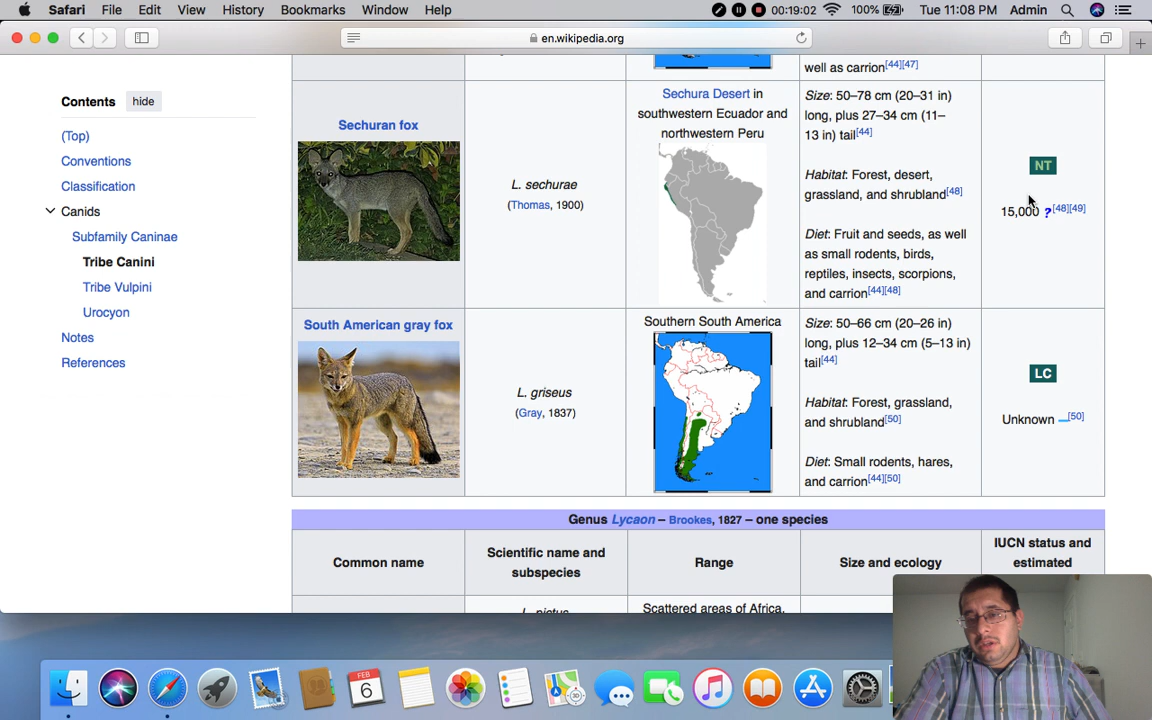 Safari File Edit View History Bookmarks Window Help 00:19:02 100% Tue 11:08 PM Admin
en.wikipedia.org
Contents hide
(Top)
Conventions
Classification
Canids
Subfamily Caninae
Tribe Canini
Tribe Vulpini
Urocyon
Notes
References
well as carrion[44][47]
Sechuran fox
L. sechurae
(Thomas, 1900)
Sechura Desert in
southwestern Ecuador and
northwestern Peru
Size: 50–78 cm (20–31 in)
long, plus 27–34 cm (11–
13 in) tail[44]
Habitat: Forest, desert,
grassland, and shrubland[48]
Diet: Fruit and seeds, as well
as small rodents, birds,
reptiles, insects, scorpions,
and carrion[44][48]
NT
15,000 ?[48][49]
South American gray fox
L. griseus
(Gray, 1837)
Southern South America
Size: 50–66 cm (20–26 in)
long, plus 12–34 cm (5–13 in)
tail[44]
Habitat: Forest, grassland,
and shrubland[50]
Diet: Small rodents, hares,
and carrion[44][50]
LC
Unknown [50]
Genus Lycaon – Brookes, 1827 – one species
Common name
Scientific name and
subspecies
Range
Size and ecology
IUCN status and
estimated
L. pictus
Scattered areas of Africa,
FEB
6